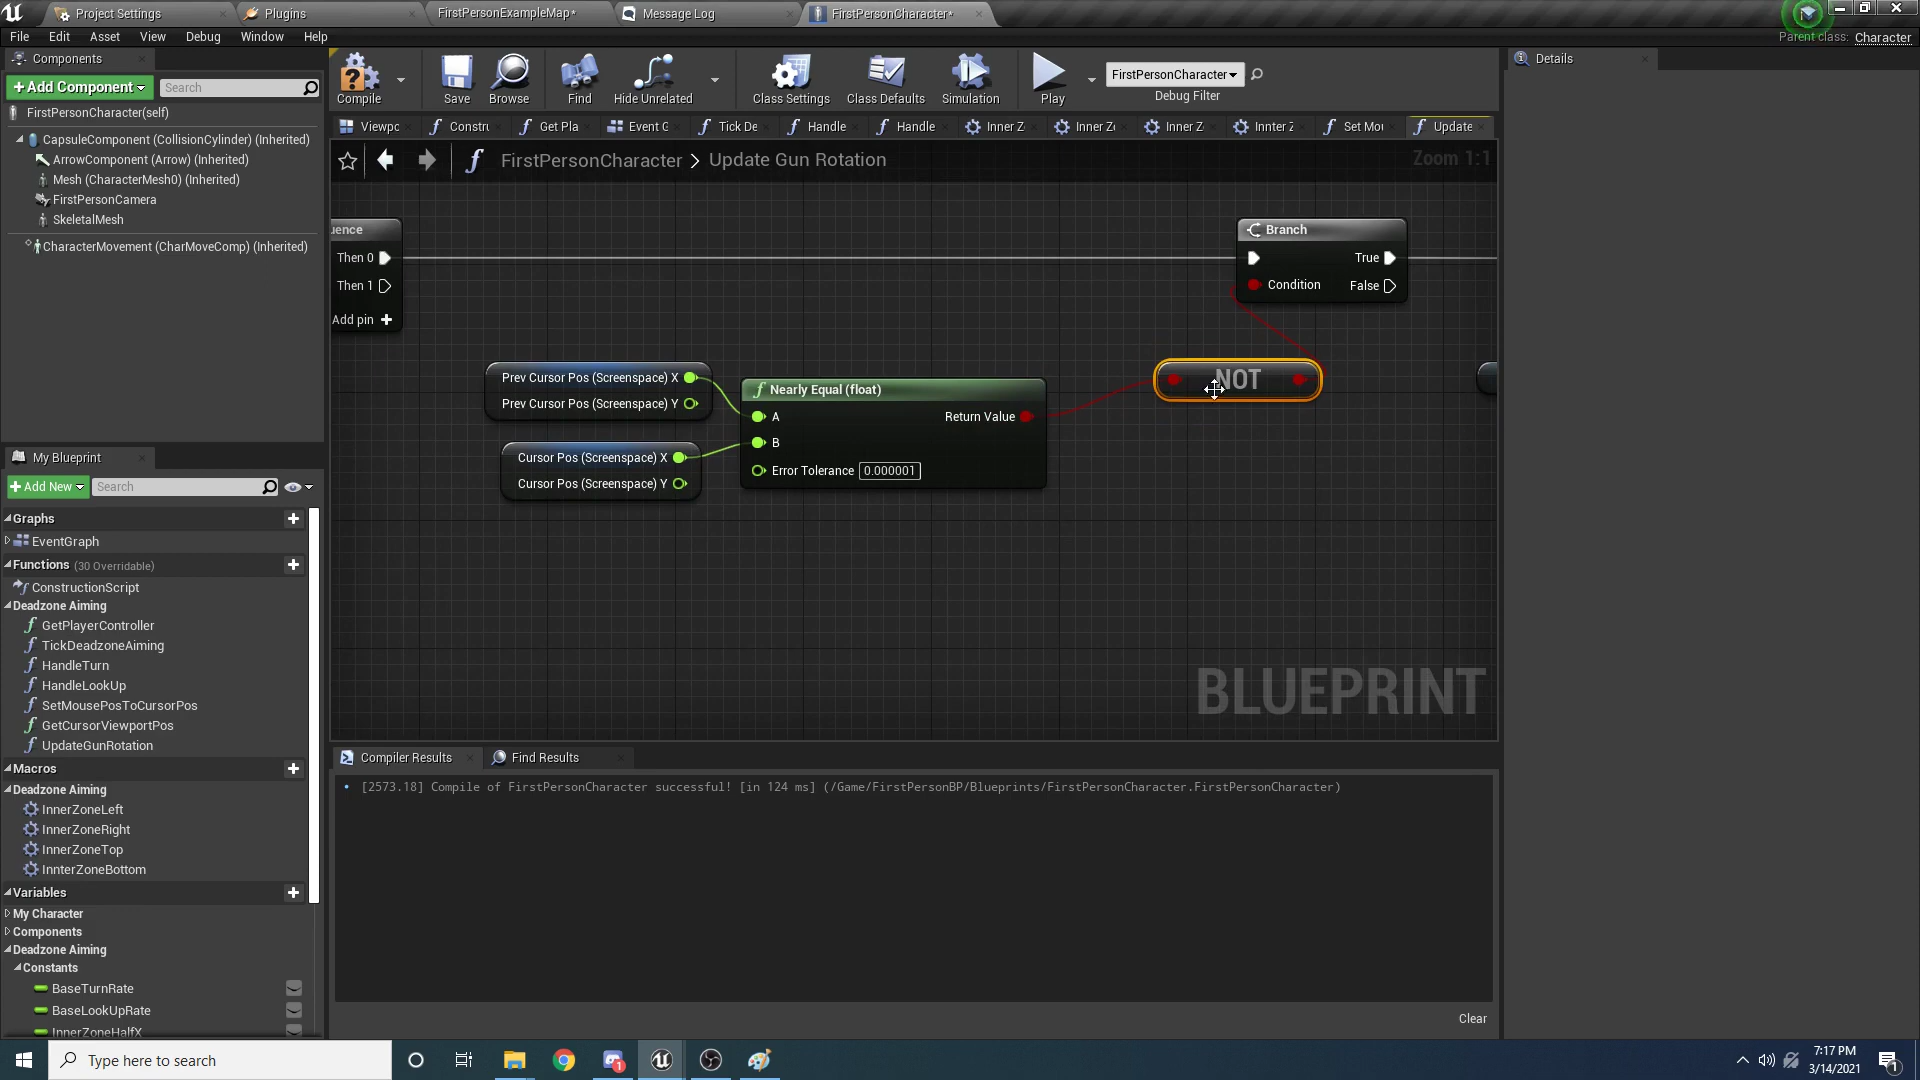 Project Settings
Plugins
FirstPersonExampleMap*
Message Log
FirstPersonCharacter*
File Edit Asset View Debug Window Help
Parent class: Character
Components
+Add Component
Search
FirstPersonCharacter(self)
CapsuleComponent (CollisionCylinder) (Inherited)
ArrowComponent (Arrow) (Inherited)
Mesh (CharacterMesh0) (Inherited)
FirstPersonCamera
SkeletalMesh
CharacterMovement (CharMoveComp) (Inherited)
Compile
Save
Browse
Find
Hide Unrelated
Class Settings
Class Defaults
Simulation
Play
FirstPersonCharacter
Debug Filter
Details
Viewpc
Constru
Get Pla
Event G
Tick De
Handle
Handle
Inner Z
Inner Z
Inner Z
Innter Z
Set Mou
Update
FirstPersonCharacter > Update Gun Rotation
Zoom 1:1
uence
Then 0
Then 1
Add pin +
Branch
True
Condition
False
Prev Cursor Pos (Screenspace) X
Prev Cursor Pos (Screenspace) Y
Cursor Pos (Screenspace) X
Cursor Pos (Screenspace) Y
Nearly Equal (float)
A
Return Value
B
Error Tolerance 0.000001
NOT
BLUEPRINT
My Blueprint
+Add New
Search
Graphs
EventGraph
Functions (30 Overridable)
ConstructionScript
Deadzone Aiming
GetPlayerController
TickDeadzoneAiming
HandleTurn
HandleLookUp
SetMousePosToCursorPos
GetCursorViewportPos
UpdateGunRotation
Macros
Deadzone Aiming
InnerZoneLeft
InnerZoneRight
InnerZoneTop
InnterZoneBottom
Variables
My Character
Components
Deadzone Aiming
Constants
BaseTurnRate
BaseLookUpRate
InnerZoneHalfX
Compiler Results
Find Results
[2573.18] Compile of FirstPersonCharacter successful! [in 124 ms] (/Game/FirstPersonBP/Blueprints/FirstPersonCharacter.FirstPersonCharacter)
Clear
Type here to search
7:17 PM
3/14/2021